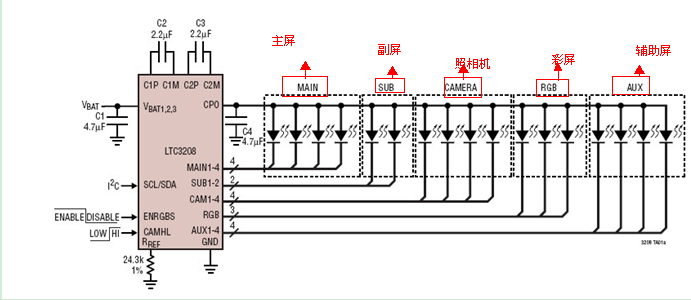 C2
2.2µF
C3
2.2µF
主屏
副屏
照相机
彩屏
辅助屏
C1P C1M C2P C2M
MAIN
SUB
CAMERA
RGB
AUX
VBAT
VBAT1,2,3
CPO
C1
4.7µF
C4
4.7µF
LTC3208
MAIN1-4
4
I²C
SCL/SDA
SUB1-2
2
CAM1-4
4
ENABLE DISABLE
ENRGBS
RGB
3
LOW HI
CAMHL
AUX1-4
4
RREF
GND
3208 TA01a
24.3k
1%